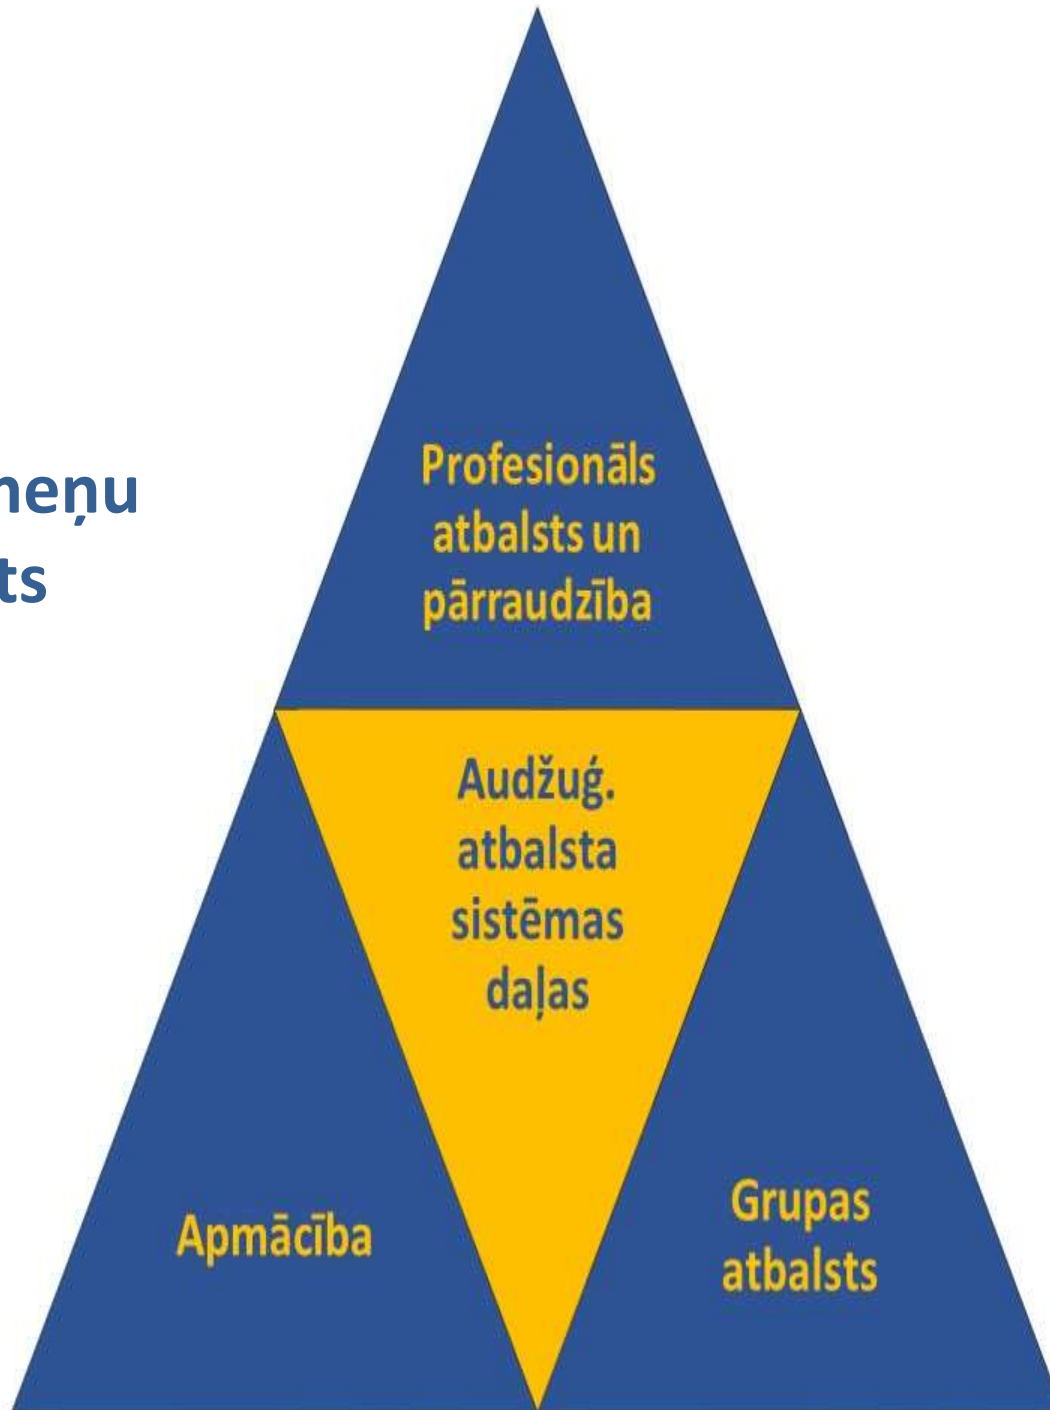 Profesionāls
atbalsts un
pārraudzība
Audžuģ.
atbalsta
sistēmas
daļas
Apmācība
Grupas
atbalsts